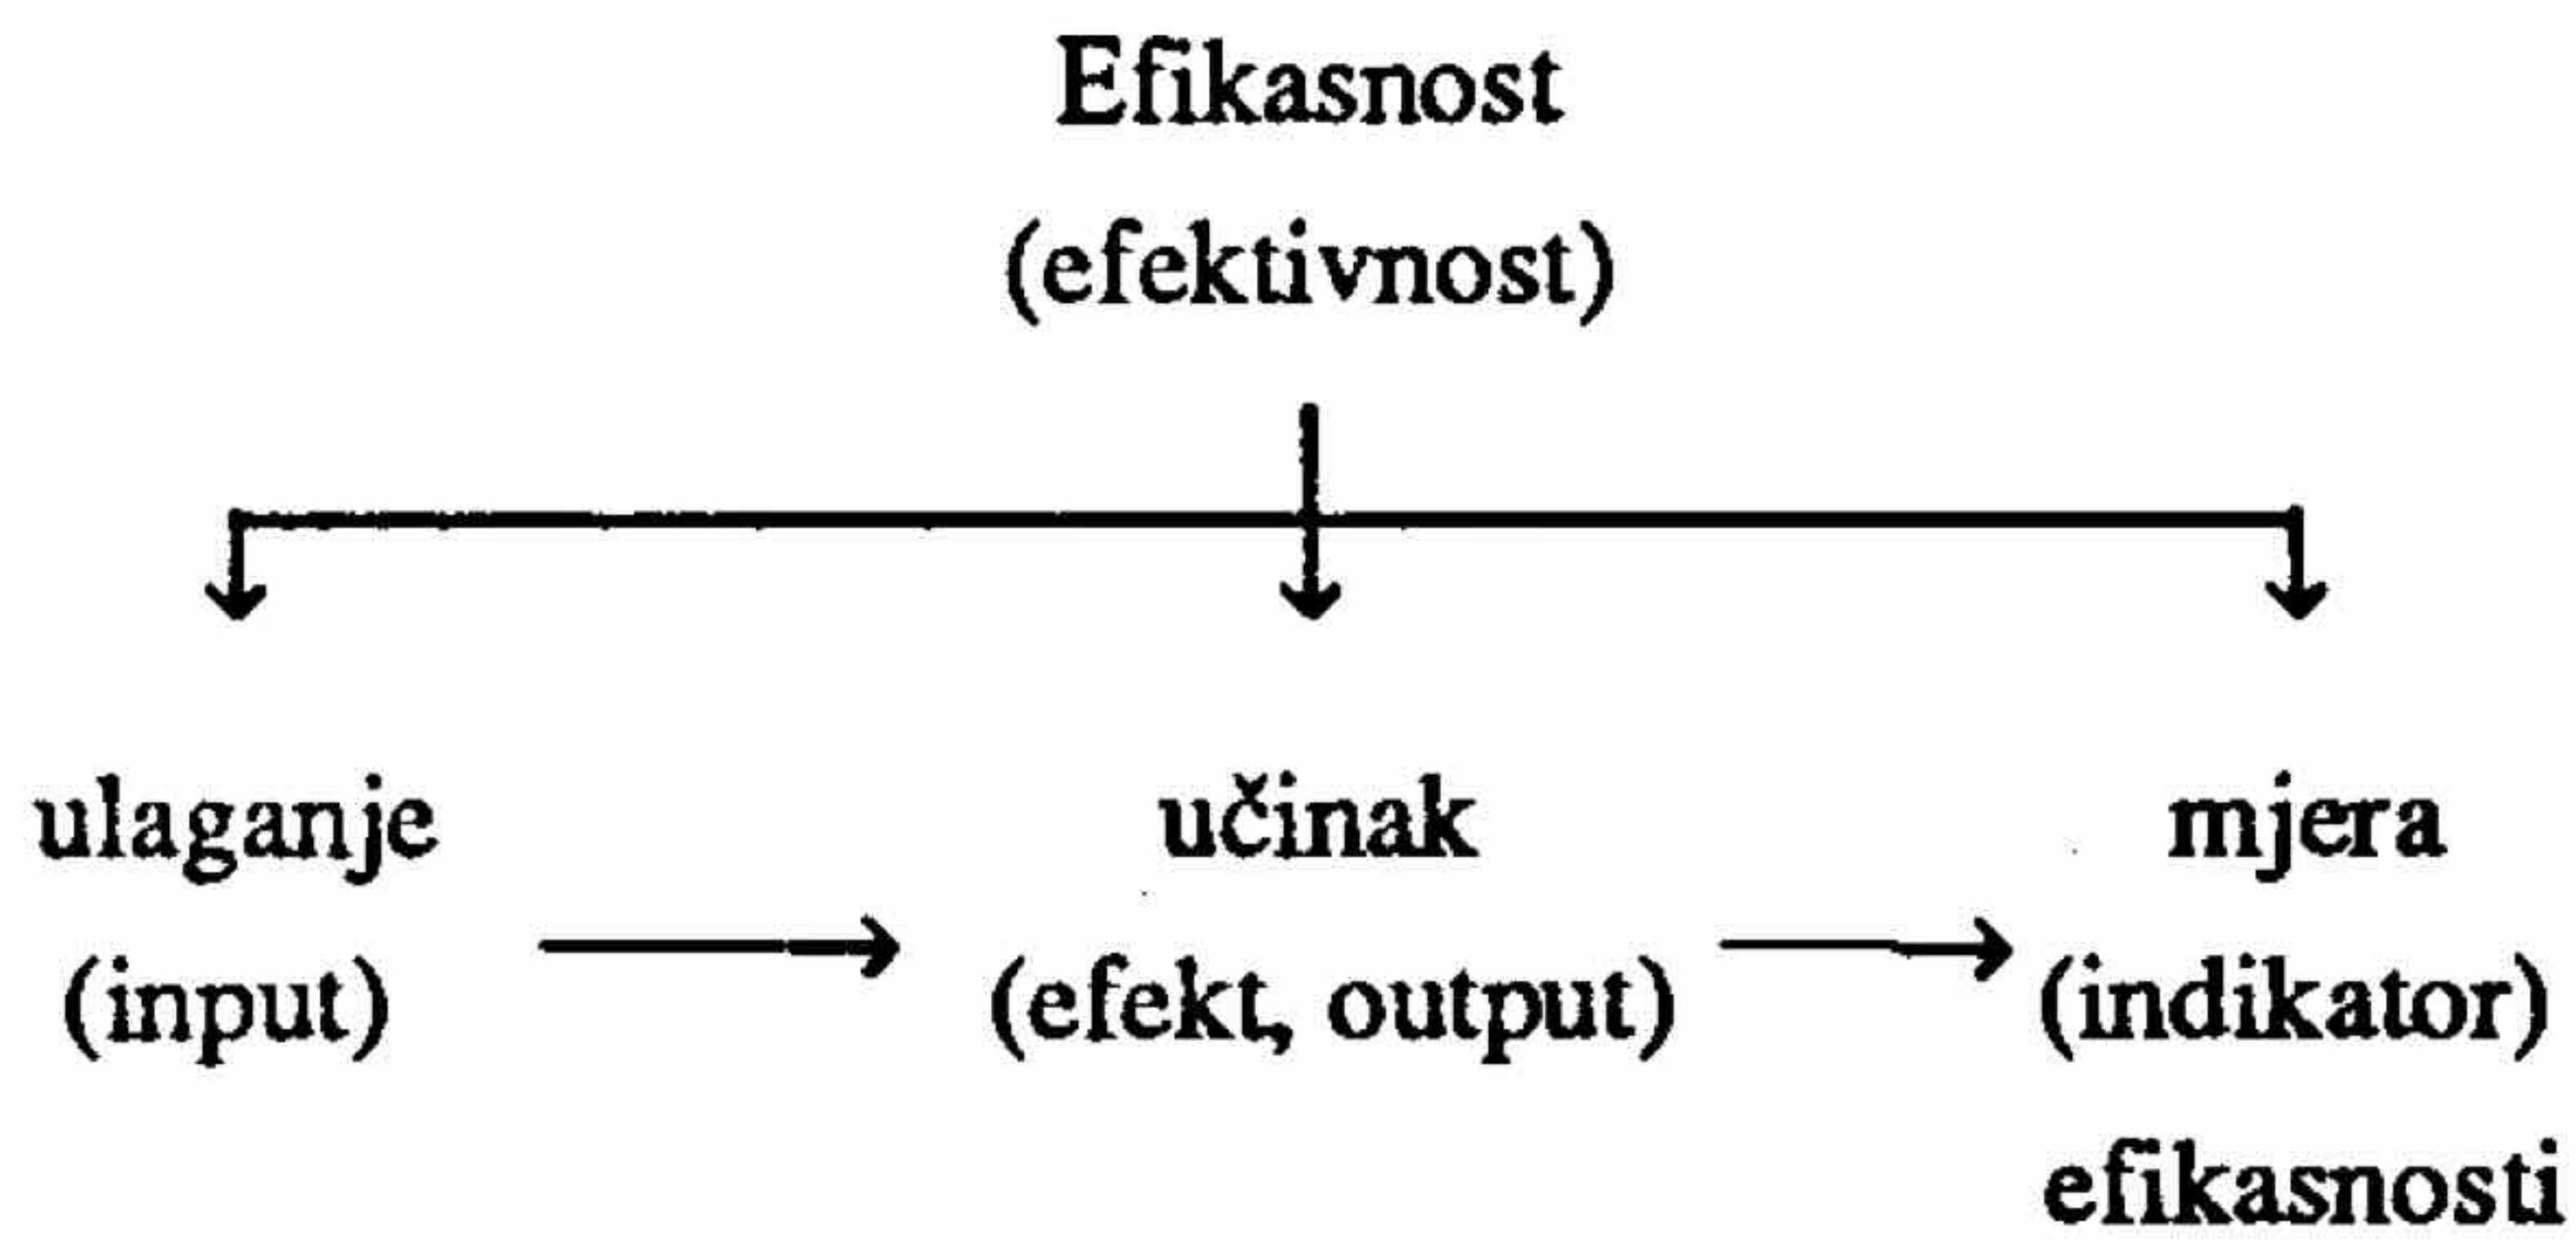 Efikasnost
(efektivnost)
ulaganje
(input)
učinak
(efekt, output)
mjera
(indikator)
efikasnosti